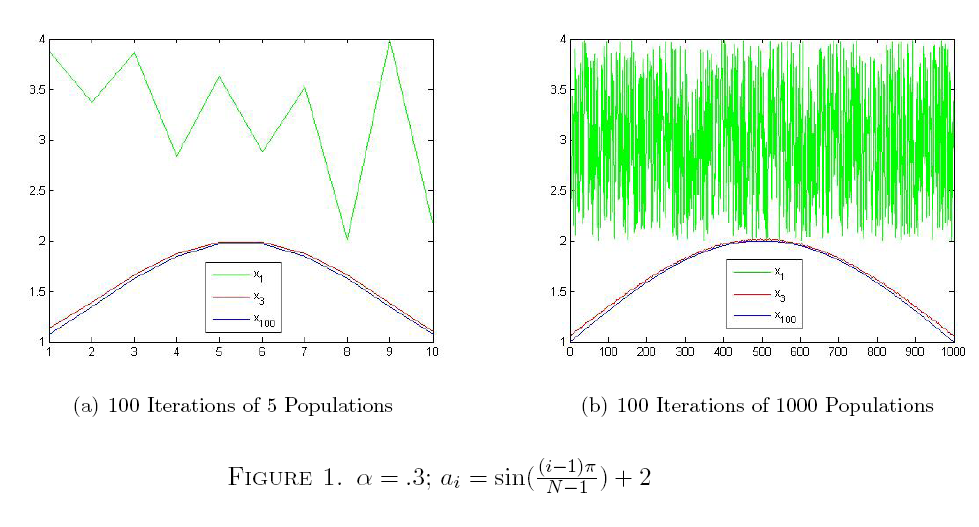 4
3.5
3
2.5
2
1.5
1
1 2 3 4 5 6 7 8 9 10
x1
x3
x100
(a) 100 Iterations of 5 Populations
4
3.5
3
2.5
2
1.5
1
0 100 200 300 400 500 600 700 800 900 1000
x1
x3
x100
(b) 100 Iterations of 1000 Populations
FIGURE 1. α = .3; a_i = sin((i−1)π/N−1) + 2